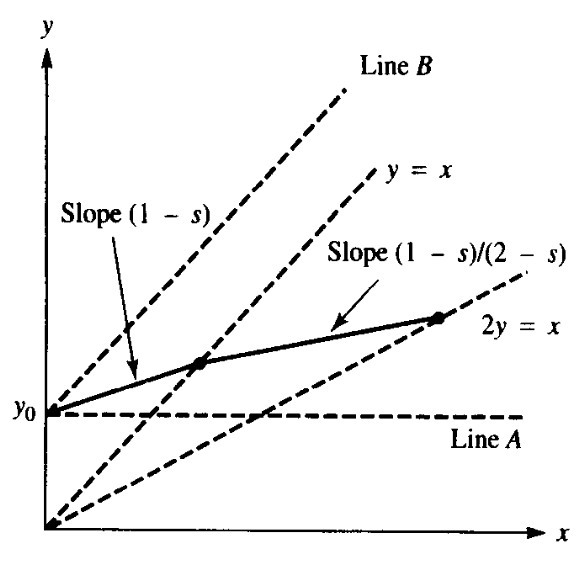 y
Line B
y = x
Slope (1 - s)
Slope (1 - s)/(2 - s)
2y = x
y0
Line A
x